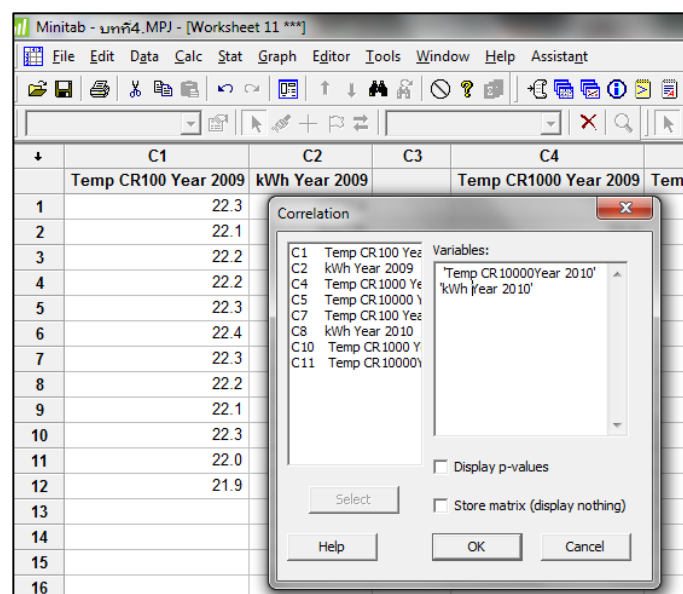 Minitab - บทที่4.MPJ - [Worksheet 11 ***]
File Edit Data Calc Stat Graph Editor Tools Window Help Assistant
C1 C2 C3 C4
Temp CR100 Year 2009 kWh Year 2009 Temp CR1000 Year 2009 Tem
1 22.3
2 22.1
3 22.2
4 22.2
5 22.3
6 22.4
7 22.3
8 22.2
9 22.1
10 22.3
11 22.0
12 21.9
13
14
15
16
Correlation
C1 Temp CR100 Yea
C2 kWh Year 2009
C4 Temp CR1000 Ye
C5 Temp CR10000 Y
C7 Temp CR100 Yea
C8 kWh Year 2010
C10 Temp CR1000 Y
C11 Temp CR10000Y
Variables:
'Temp CR10000Year 2010'
'kWh Year 2010'
Display p-values
Store matrix (display nothing)
Select
Help OK Cancel